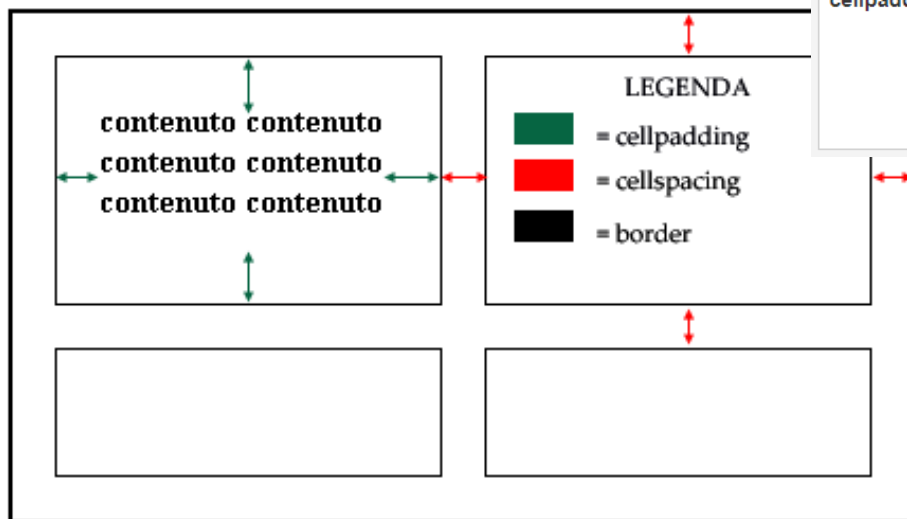 contenuto contenuto
contenuto contenuto
contenuto contenuto
LEGENDA
= cellpadding
= cellspacing
= border